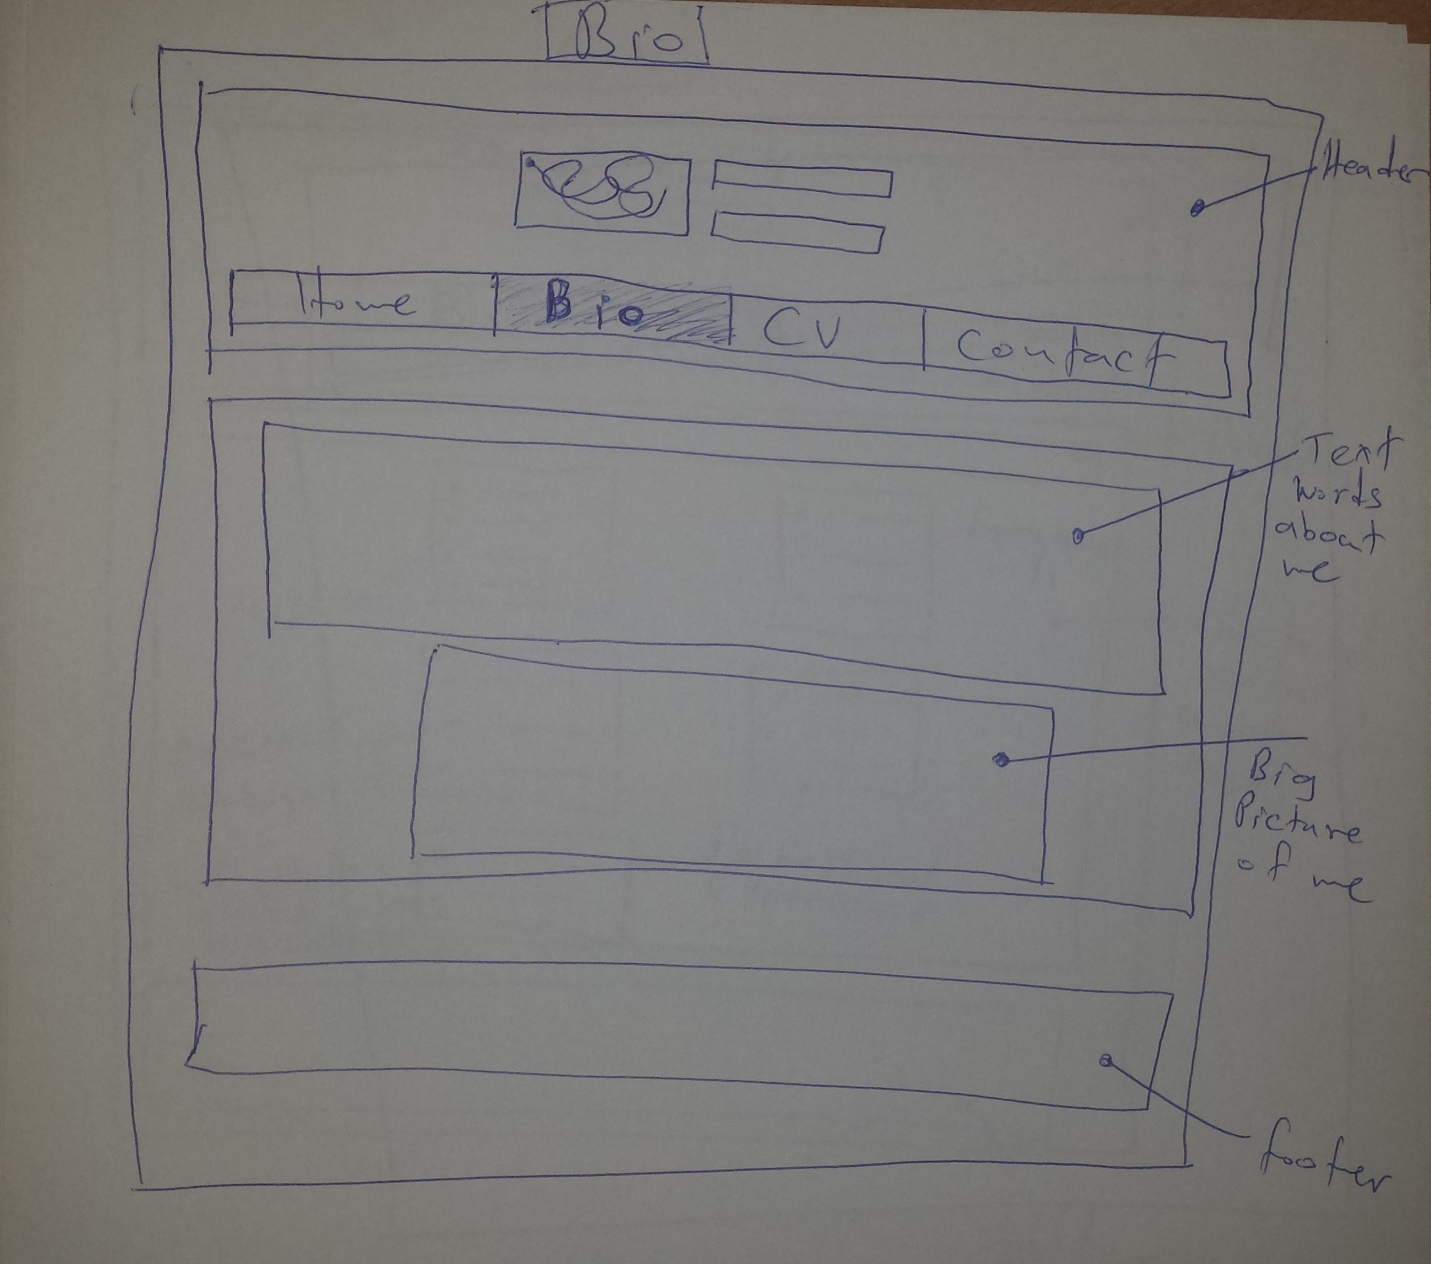 Bio
Header
Home Bio CV Contact
Text
words
about
me
Big
Picture
of me
footer